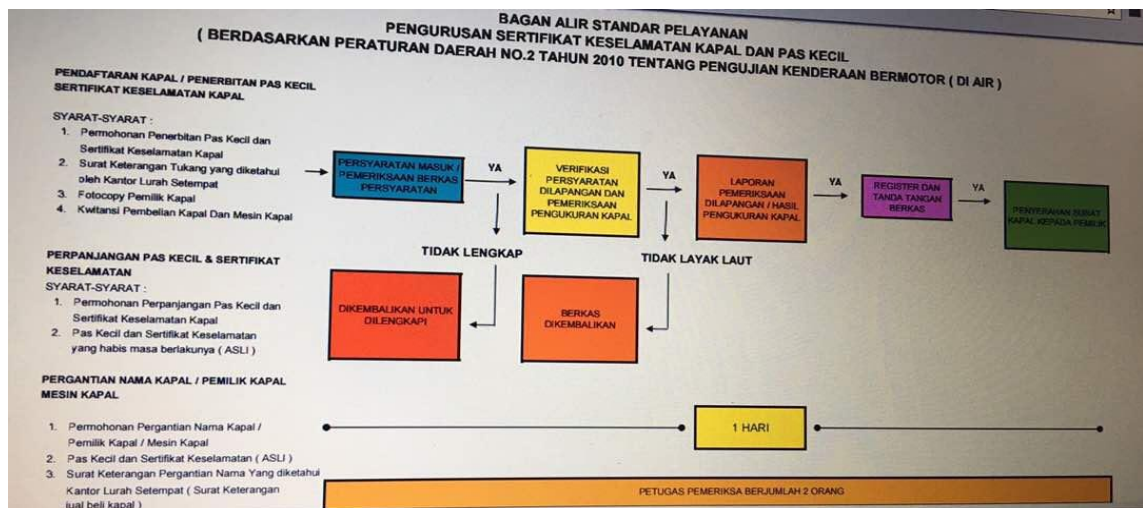 BAGAN ALIR STANDAR PELAYANAN
PENGURUSAN SERTIFIKAT KESELAMATAN KAPAL DAN PAS KECIL
( BERDASARKAN PERATURAN DAERAH NO.2 TAHUN 2010 TENTANG PENGUJIAN KENDERAAN BERMOTOR ( DI AIR )
PENDAFTARAN KAPAL / PENERBITAN PAS KECIL
SERTIFIKAT KESELAMATAN KAPAL
SYARAT-SYARAT :
1. Permohonan Penerbitan Pas Kecil dan
Sertifikat Keselamatan Kapal
2. Surat Keterangan Tukang yang diketahui
oleh Kantor Lurah Setempat
3. Fotocopy Pemilik Kapal
4. Kwitansi Pembelian Kapal Dan Mesin Kapal
PERSYARATAN MASUK /
PEMERIKSAAN BERKAS
PERSYARATAN
YA
VERIFIKASI
PERSYARATAN
DILAPANGAN DAN
PEMERIKSAAN
PENGUKURAN KAPAL
YA
LAPORAN
PEMERIKSAAN
DILAPANGAN / HASIL
PENGUKURAN KAPAL
YA
REGISTER DAN
TANDA TANGAN
BERKAS
YA
PENYERAHAN SURAT
KAPAL KEPADA PEMILIK
TIDAK LENGKAP
TIDAK LAYAK LAUT
DIKEMBALIKAN UNTUK
DILENGKAPI
BERKAS
DIKEMBALIKAN
PERPANJANGAN PAS KECIL & SERTIFIKAT
KESELAMATAN
SYARAT-SYARAT :
1. Permohonan Perpanjangan Pas Kecil dan
Sertifikat Keselamatan Kapal
2. Pas Kecil dan Sertifikat Keselamatan
yang habis masa berlakunya ( ASLI )
PERGANTIAN NAMA KAPAL / PEMILIK KAPAL
MESIN KAPAL
1. Permohonan Pergantian Nama Kapal /
Pemilik Kapal / Mesin Kapal
2. Pas Kecil dan Sertifikat Keselamatan ( ASLI )
3. Surat Keterangan Pergantian Nama Yang diketahui
Kantor Lurah Setempat ( Surat Keterangan
jual beli kapal )
1 HARI
PETUGAS PEMERIKSA BERJUMLAH 2 ORANG